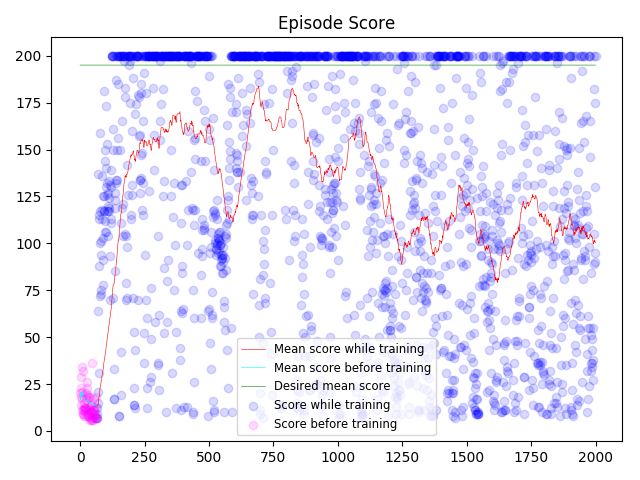 Episode Score
200
175
150
125
100
75
50
25
0
Mean score while training
Mean score before training
Desired mean score
Score while training
Score before training
0 250 500 750 1000 1250 1500 1750 2000